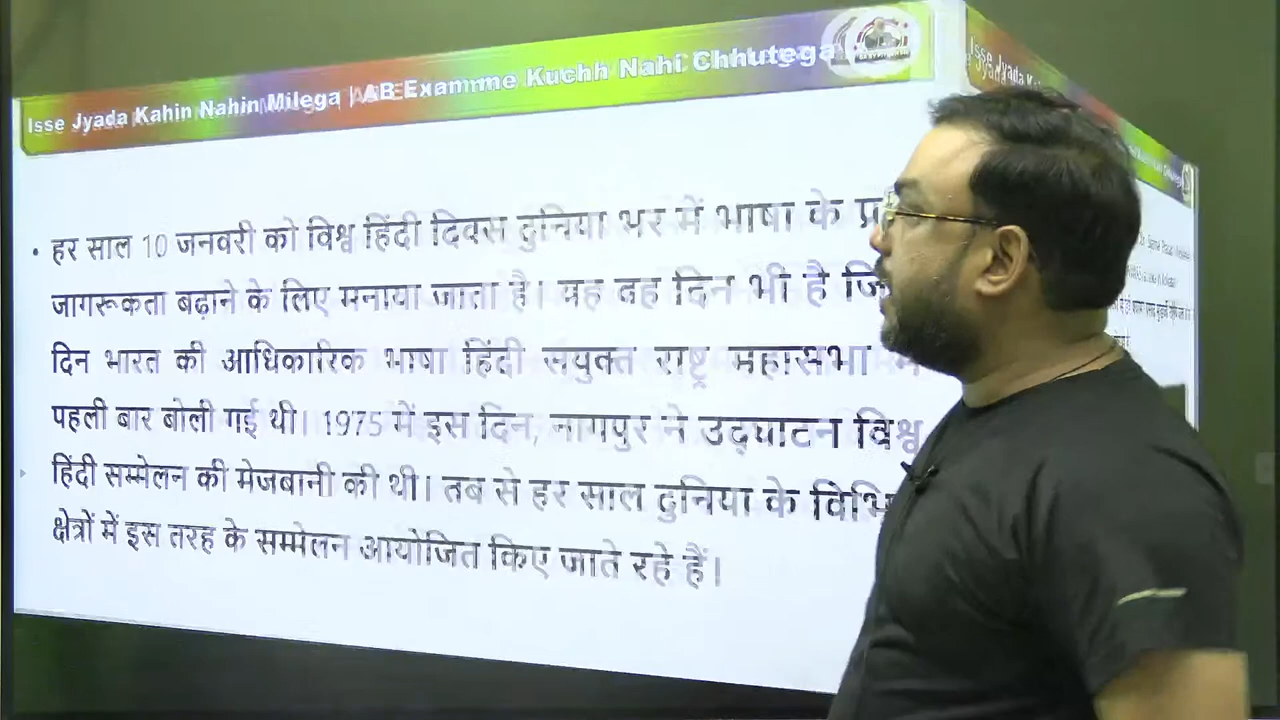 Isse Jyada Kahin Nahin Milega | AB Examme Kuchh Nahi Chhutega
Isse Jyada
• हर साल 10 जनवरी को विश्व हिंदी दिवस दुनिया भर में भाषा के
जागरूकता बढ़ाने के लिए मनाया जाता है। यह वह दिन भी है
दिन भारत की आधिकारिक भाषा हिंदी संयुक्त राष्ट्र महासभा
पहली बार बोली गई थी। 1975 में इस दिन, नागपुर ने उद्घाटन विश्व
हिंदी सम्मेलन की मेजबानी की थी। तब से हर साल दुनिया के
क्षेत्रों में इस तरह के सम्मेलन आयोजित किए जाते रहे हैं।